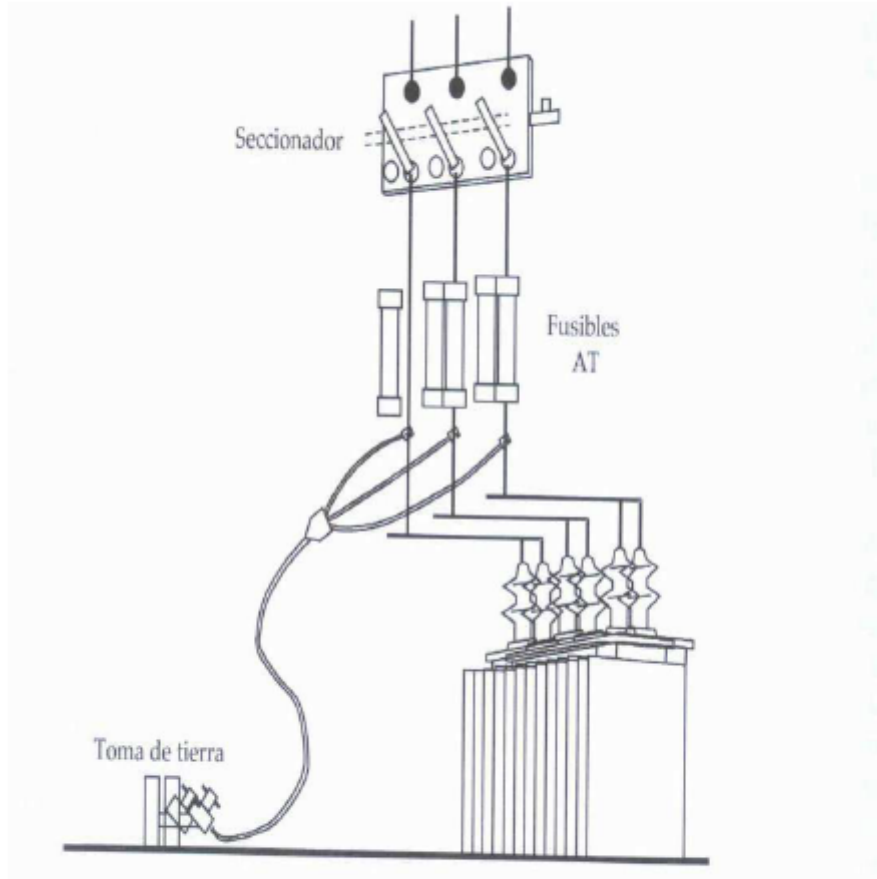 Seccionador
Fusibles
AT
Toma de tierra